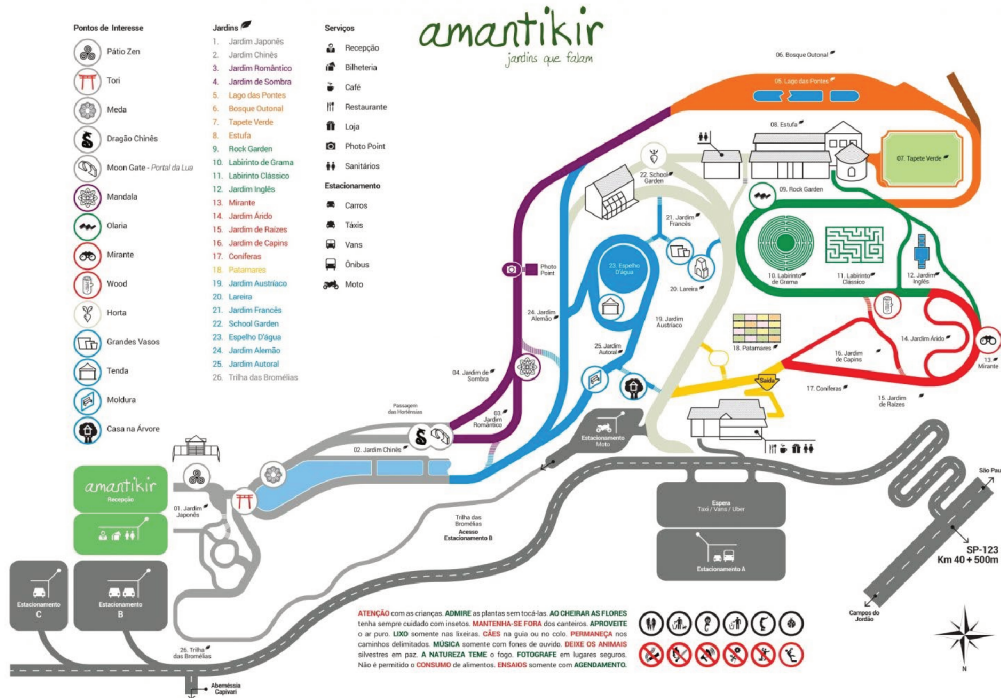 amantikir
jardins que falam
Pontos de Interesse
Pátio Zen
Tori
Meda
Dragão Chinês
Moon Gate - Portal da Lua
Mandala
Olaria
Mirante
Wood
Horta
Grandes Vasos
Tenda
Moldura
Casa na Árvore
Jardins
1. Jardim Japonês
2. Jardim Chinês
3. Jardim Romântico
4. Jardim de Sombra
5. Lago das Pontes
6. Bosque Outonal
7. Tapete Verde
8. Estufa
9. Rock Garden
10. Labirinto de Grama
11. Labirinto Clássico
12. Jardim Inglês
13. Mirante
14. Jardim Árido
15. Jardim de Raízes
16. Jardim de Capins
17. Coníferas
18. Patamares
19. Jardim Austríaco
20. Lareira
21. Jardim Francês
22. School Garden
23. Espelho D'água
24. Jardim Alemão
25. Jardim Autoral
26. Trilha das Bromélias
Serviços
Recepção
Bilheteria
Café
Restaurante
Loja
Photo Point
Sanitários
Estacionamento
Carros
Táxis
Vans
Ônibus
Moto
06. Bosque Outonal
05. Lago das Pontes
08. Estufa
07. Tapete Verde
22. School
Garden
09. Rock Garden
21. Jardim
Francês
Photo
Point
23. Espelho
D'água
20. Lareira
10. Labirinto
de Grama
11. Labirinto
Clássico
12. Jardim
Inglês
24. Jardim
Alemão
19. Jardim
Austríaco
25. Jardim
Autoral
18. Patamares
14. Jardim Árido
13.
Mirante
16. Jardim
de Capins
17. Coníferas
15. Jardim
de Raízes
Saída
04. Jardim de
Sombra
03.
Jardim
Romântico
Passagem
das Hortênsias
02. Jardim Chinês
Estacionamento
Moto
amantikir
Recepção
01. Jardim
Japonês
Trilha das
Bromélias
Acesso
Estacionamento B
Espera
Taxi / Vans / Uber
Estacionamento A
São Pau
SP-123
Km 40 + 500m
Campos do
Jordão
Estacionamento
C
Estacionamento
B
26. Trilha
das Bromélias
Abernéssia
Capivari
ATENÇÃO com as crianças. ADMIRE as plantas sem tocá-las. AO CHEIRAR AS FLORES
tenha sempre cuidado com insetos. MANTENHA-SE FORA dos canteiros. APROVEITE
o ar puro. LIXO somente nas lixeiras. CÃES na guia ou no colo. PERMANEÇA nos
caminhos delimitados. MÚSICA somente com fones de ouvido. DEIXE OS ANIMAIS
silvestres em paz. A NATUREZA TEME o fogo. FOTOGRAFE em lugares seguros.
Não é permitido o CONSUMO de alimentos. ENSAIOS somente com AGENDAMENTO.
N